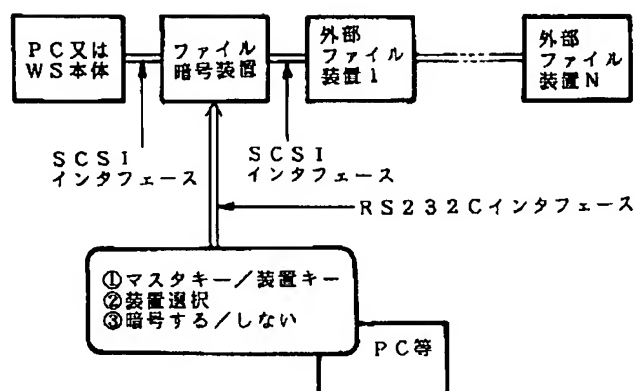 PC又は
WS本体
ファイル
暗号装置
外部
ファイル
装置1
外部
ファイル
装置N
SCSI
インタフェース
SCSI
インタフェース
RS232Cインタフェース
①マスタキー/装置キー
②装置選択
③暗号する/しない
PC等